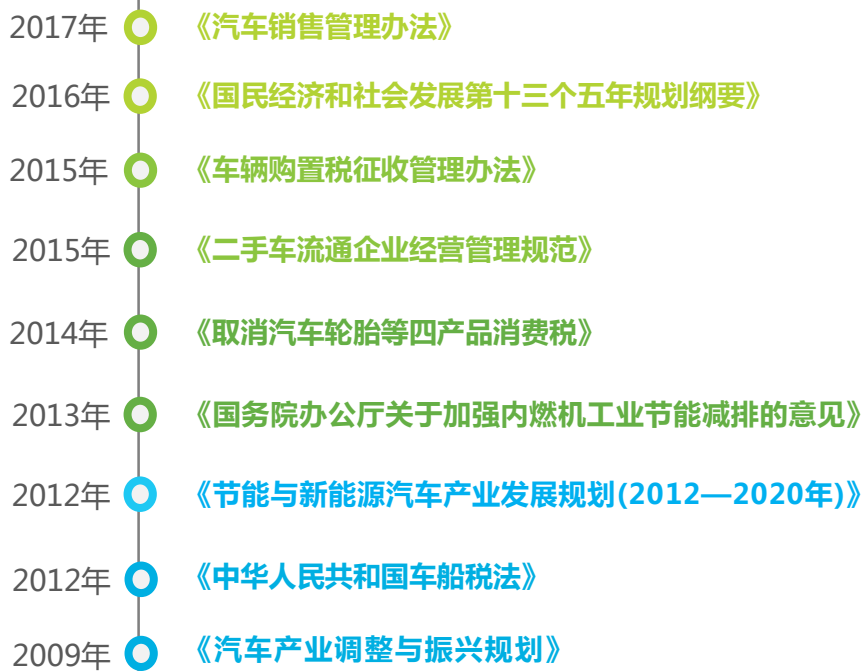 2017年 《汽车销售管理办法》
2016年 《国民经济和社会发展第十三个五年规划纲要》
2015年 《车辆购置税征收管理办法》
2015年 《二手车流通企业经营管理规范》
2014年 《取消汽车轮胎等四产品消费税》
2013年 《国务院办公厅关于加强内燃机工业节能减排的意见》
2012年 《节能与新能源汽车产业发展规划(2012—2020年)》
2012年 《中华人民共和国车船税法》
2009年 《汽车产业调整与振兴规划》